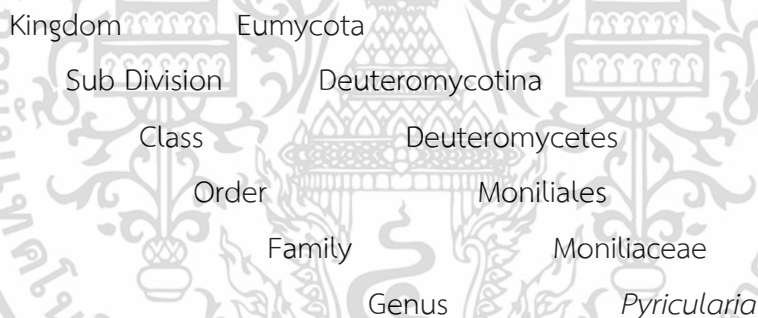 Kingdom Eumycota
Sub Division Deuteromycotina
Class Deuteromycetes
Order Moniliales
Family Moniliaceae
Genus Pyricularia